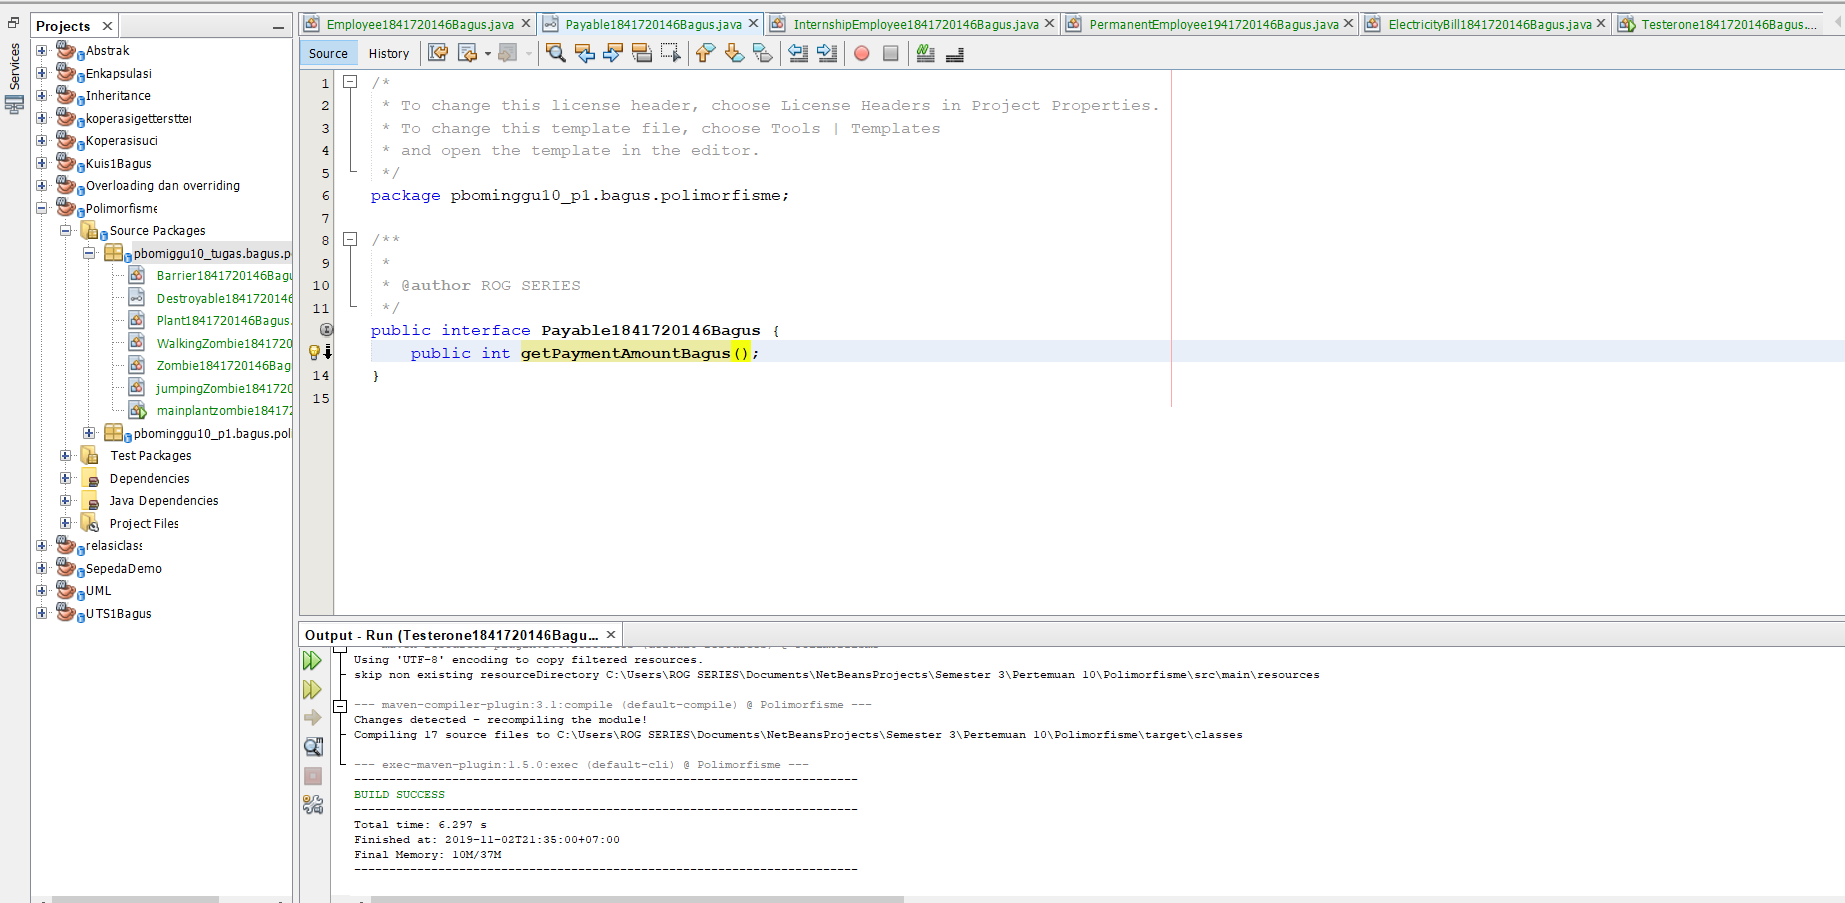 Services
Projects
Abstrak
Enkapsulasi
Inheritance
koperasigetterstter
Koperasisuci
Kuis1Bagus
Overloading dan overriding
Polimorfisme
Source Packages
pbomiggu10_tugas.bagus.po
Barrier1841720146Bagu
Destroyable1841720146
Plant1841720146Bagus.
WalkingZombie1841720
Zombie1841720146Bag
jumpingZombie1841720
mainplantzombie18417
pbominggu10_p1.bagus.poli
Test Packages
Dependencies
Java Dependencies
Project Files
relasiclass
SepedaDemo
UML
UTS1Bagus
Employee1841720146Bagus.java
Payable1841720146Bagus.java
InternshipEmployee1841720146Bagus.java
PermanentEmployee1941720146Bagus.java
ElectricityBill1841720146Bagus.java
Testerone1841720146Bagus....
Source History
1 /*
2 * To change this license header, choose License Headers in Project Properties.
3 * To change this template file, choose Tools | Templates
4 * and open the template in the editor.
5 */
6 package pbominggu10_p1.bagus.polimorfisme;
7
8 /**
9 *
10 * @author ROG SERIES
11 */
public interface Payable1841720146Bagus {
public int getPaymentAmountBagus();
14 }
15
Output - Run (Testerone1841720146Bagu...
Using 'UTF-8' encoding to copy filtered resources.
skip non existing resourceDirectory C:\Users\ROG SERIES\Documents\NetBeansProjects\Semester 3\Pertemuan 10\Polimorfisme\src\main\resources
--- maven-compiler-plugin:3.1:compile (default-compile) @ Polimorfisme ---
Changes detected - recompiling the module!
Compiling 17 source files to C:\Users\ROG SERIES\Documents\NetBeansProjects\Semester 3\Pertemuan 10\Polimorfisme\target\classes
--- exec-maven-plugin:1.5.0:exec (default-cli) @ Polimorfisme ---
------------------------------------------------------------------------
BUILD SUCCESS
------------------------------------------------------------------------
Total time: 6.297 s
Finished at: 2019-11-02T21:35:00+07:00
Final Memory: 10M/37M
------------------------------------------------------------------------